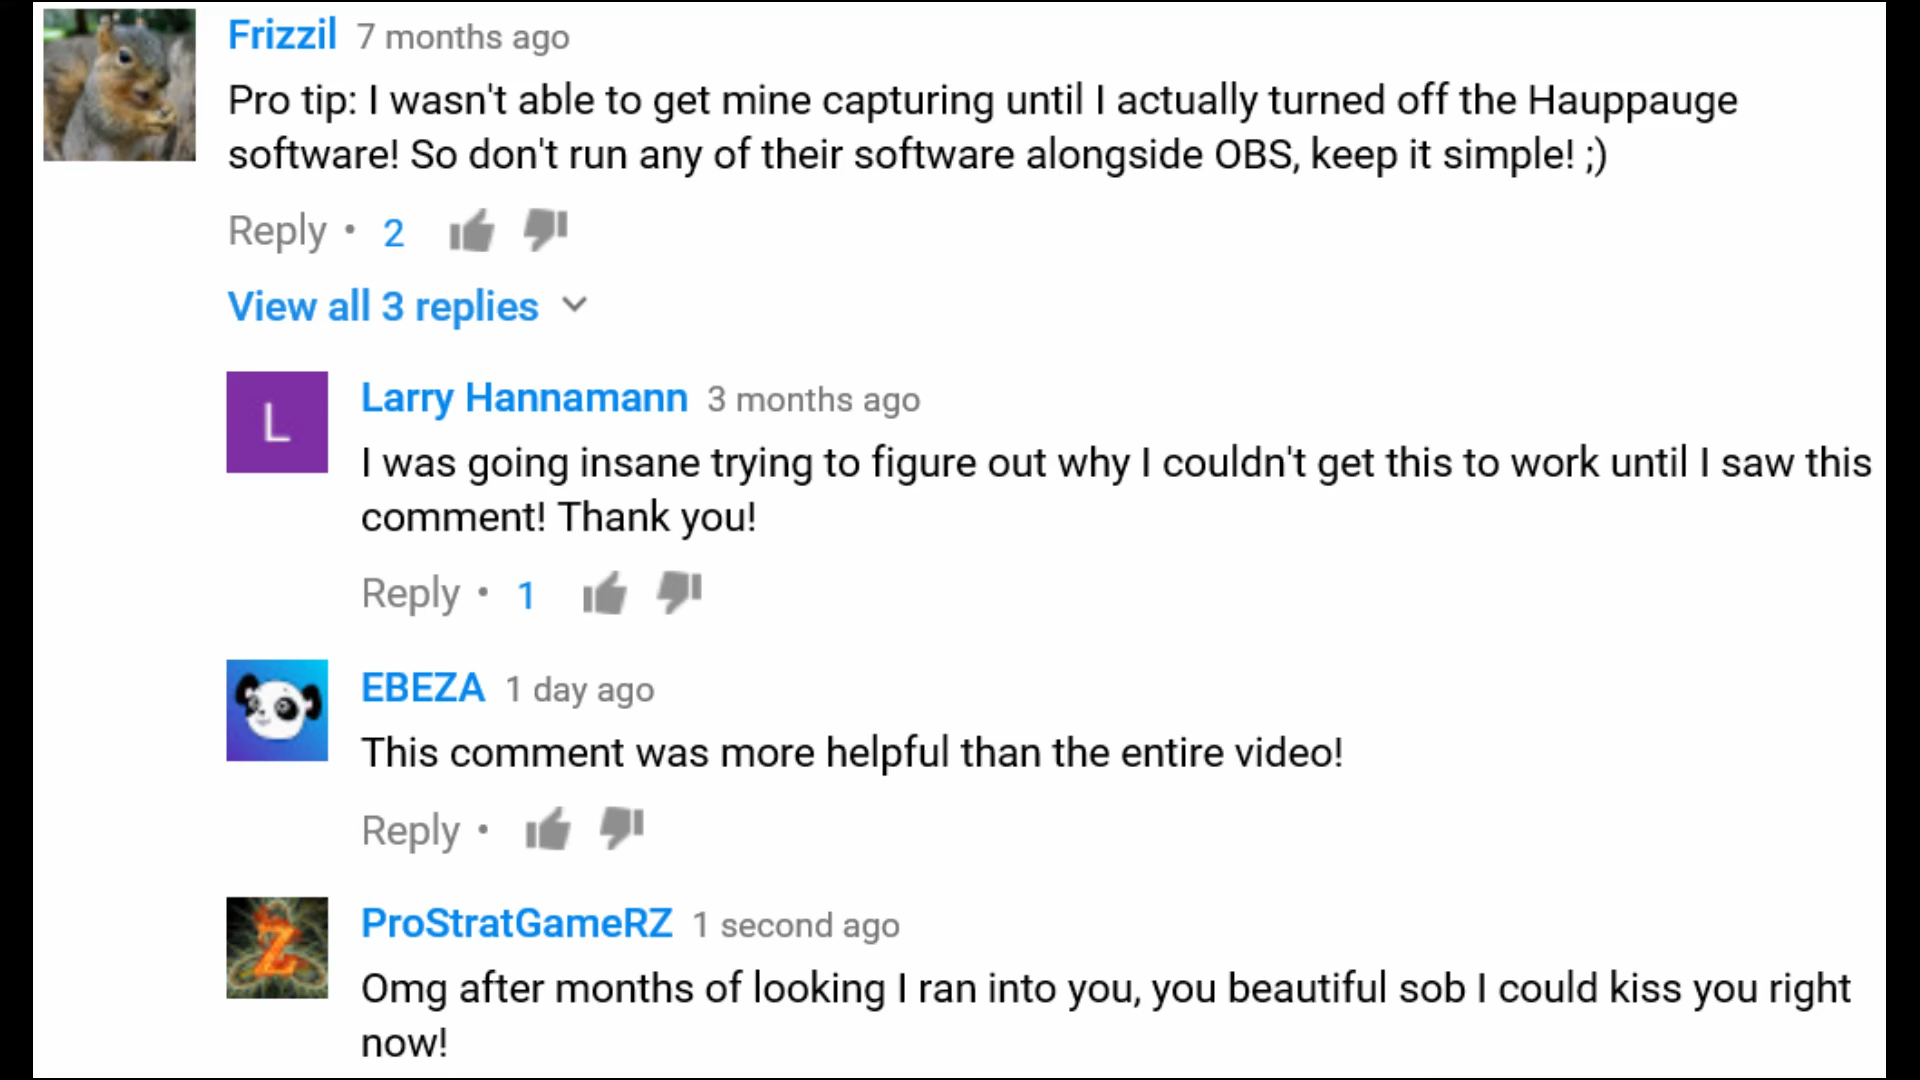 Frizzil 7 months ago
Pro tip: I wasn't able to get mine capturing until I actually turned off the Hauppauge
software! So don't run any of their software alongside OBS, keep it simple! ;)
Reply • 2
View all 3 replies
L
Larry Hannamann 3 months ago
I was going insane trying to figure out why I couldn't get this to work until I saw this
comment! Thank you!
Reply • 1
EBEZA 1 day ago
This comment was more helpful than the entire video!
Reply •
Z
ProStratGameRZ 1 second ago
Omg after months of looking I ran into you, you beautiful sob I could kiss you right
now!